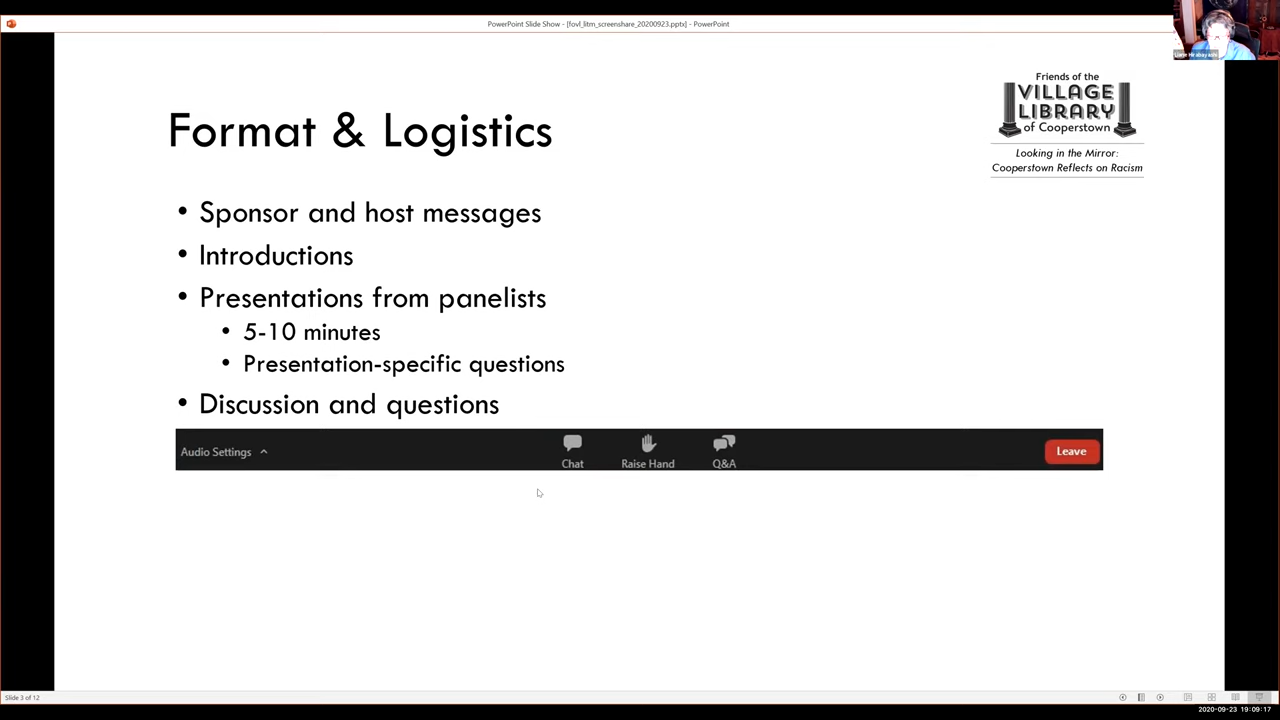 PowerPoint Slide Show - [fovl_litm_screenshare_20200923.pptx] - PowerPoint
Liane Hirabayashi
Friends of the
VILLAGE
LIBRARY
of Cooperstown
Looking in the Mirror:
Cooperstown Reflects on Racism
Format & Logistics
• Sponsor and host messages
• Introductions
• Presentations from panelists
• 5-10 minutes
• Presentation-specific questions
• Discussion and questions
Audio Settings
Chat
Raise Hand
Q&A
Leave
Slide 3 of 12
2020-09-23 19:09:17